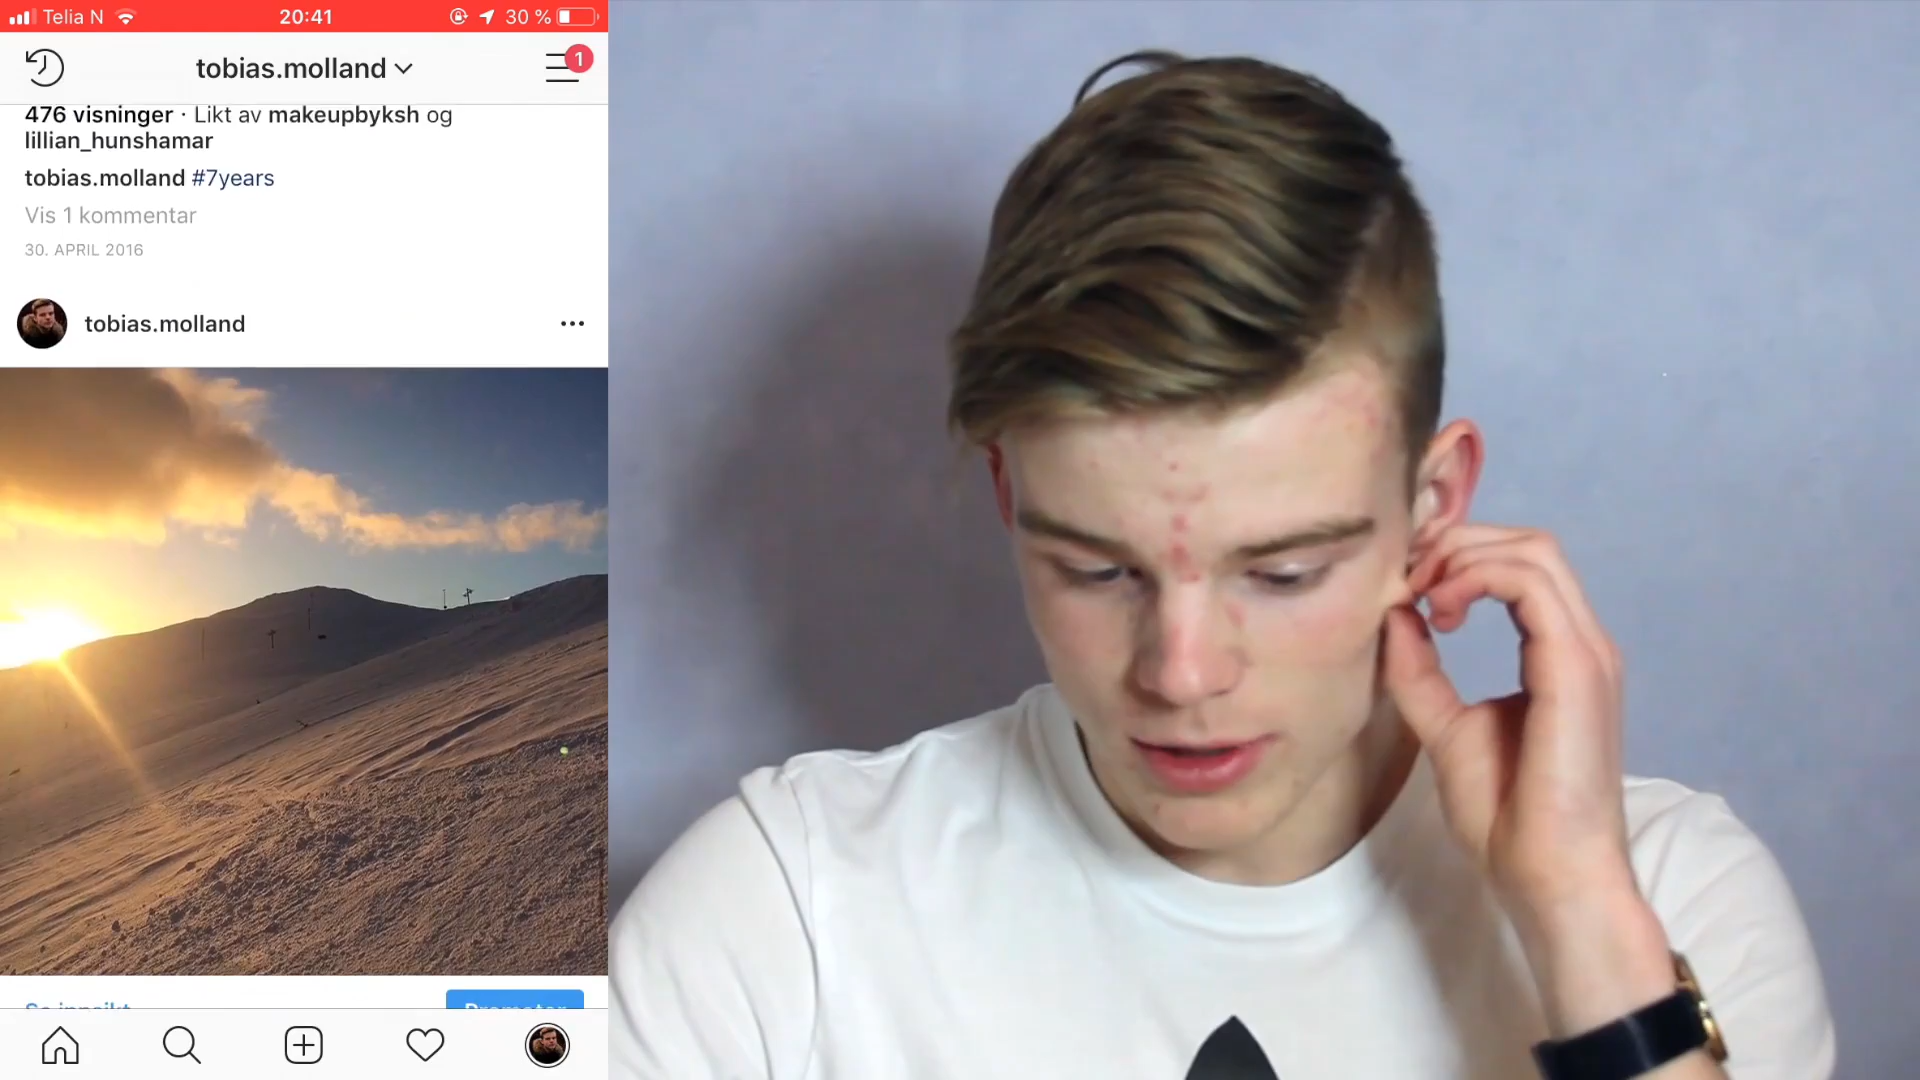 Telia N 20:41 30 %
tobias.molland 1
476 visninger · Likt av makeupbyksh og
lillian_hunshamar
tobias.molland #7years
Vis 1 kommentar
30. APRIL 2016
tobias.molland